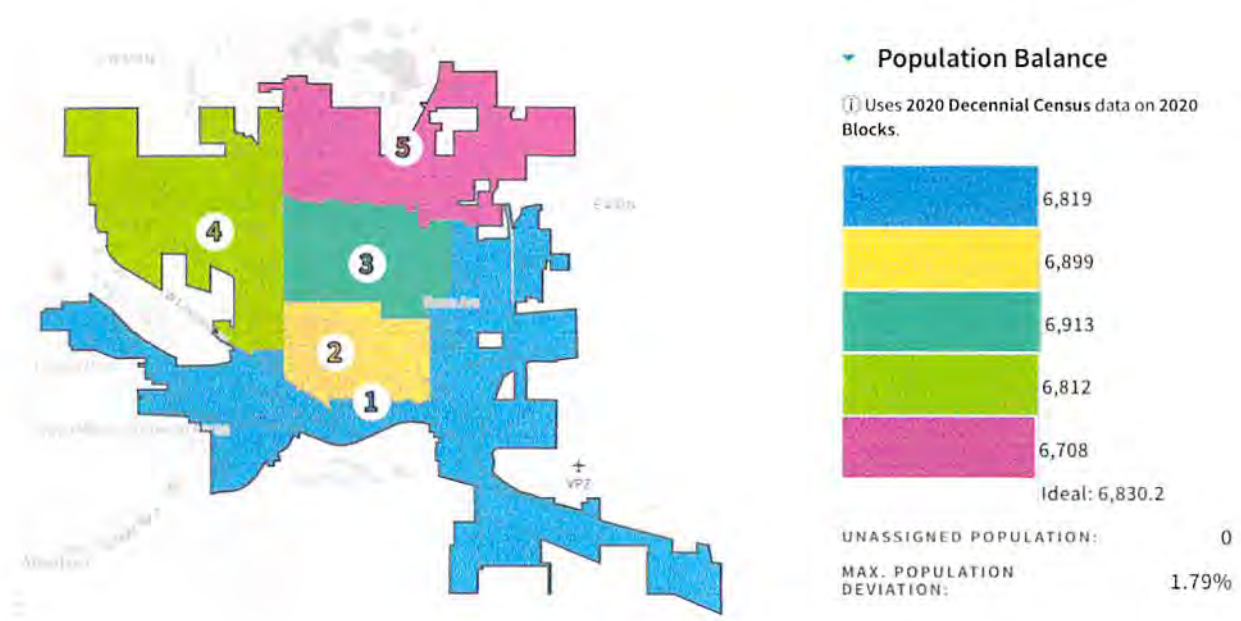 5
4
3
2
1
VPZ
Population Balance
ⓘ Uses 2020 Decennial Census data on 2020
Blocks.
6,819
6,899
6,913
6,812
6,708
Ideal: 6,830.2
UNASSIGNED POPULATION: 0
MAX. POPULATION
DEVIATION: 1.79%